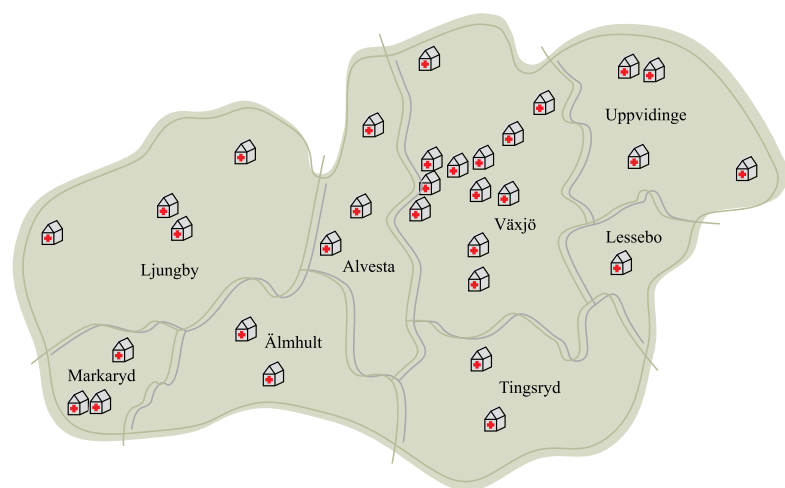 Uppvidinge
Växjö
Lessebo
Ljungby
Alvesta
Älmhult
Markaryd
Tingsryd